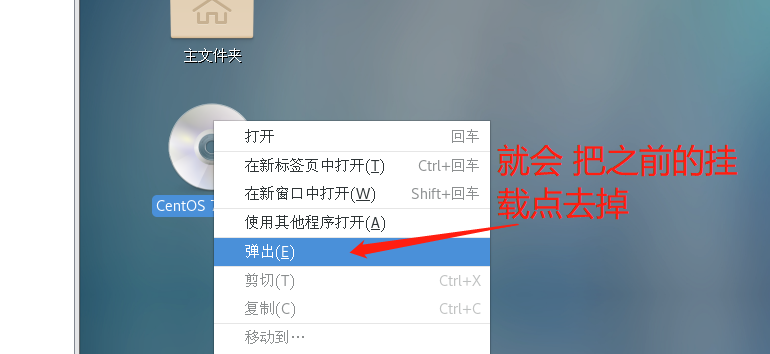 主文件夹
打开 回车
在新标签页中打开(T) Ctrl+回车
在新窗口中打开(W) Shift+回车
CentOS 7
使用其他程序打开(A)
弹出(E)
剪切(T) Ctrl+X
复制(C) Ctrl+C
移动到…
就会 把之前的挂
载点去掉